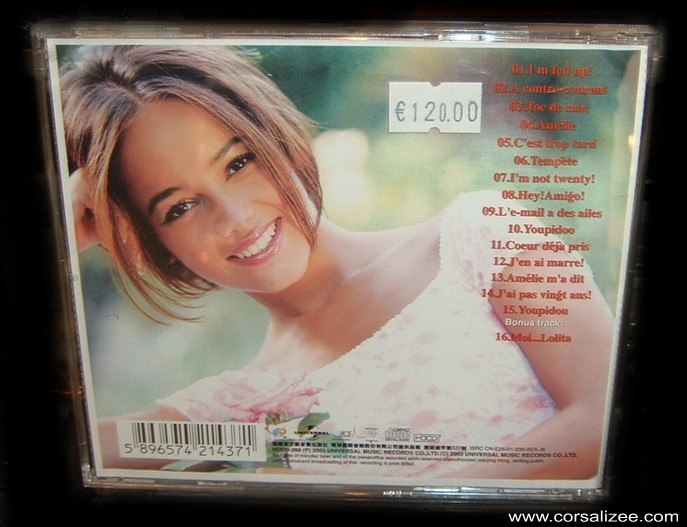 01.I'm fed up!
02.A contre-courant
03.Toc de mac
04.Amélie
€120.00
05.C'est trop tard
06.Tempête
07.I'm not twenty!
08.Hey!Amigo!
09.L'e-mail a des ailes
10.Youpidoo
11.Coeur déjà pris
12.J'en ai marre!
13.Amélie m'a dit
14.J'ai pas vingt ans!
15.Youpidou
Bonus track:
16.Moi...Lolita
UNIVERSAL
HDCD
5 896574 214371
(P) 2003 UNIVERSAL MUSIC RECORDS CO.,LTD.(C) 2003 UNIVERSAL MUSIC RECORDS CO.,LTD.
www.corsalizee.com